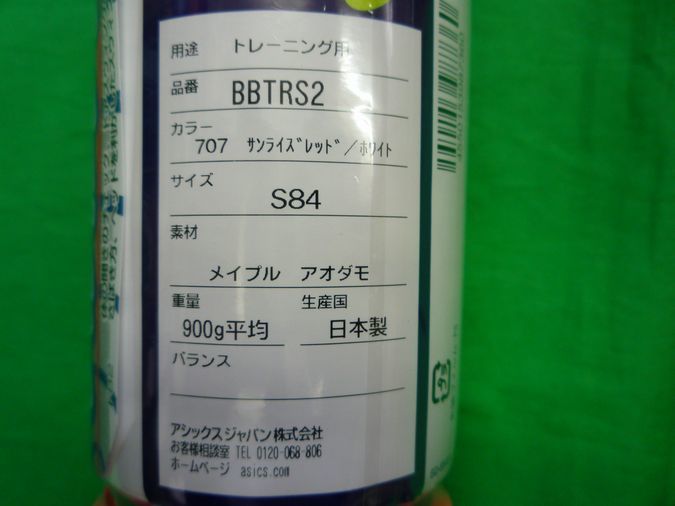 用途 トレーニング用
品番 BBTRS2
カラー
707 サンライズレッド/ホワイト
サイズ
S84
素材
メイプル アオダモ
重量 生産国
900g平均 日本製
バランス
アシックスジャパン株式会社
お客様相談室 TEL 0120-068-806
ホームページ asics.com